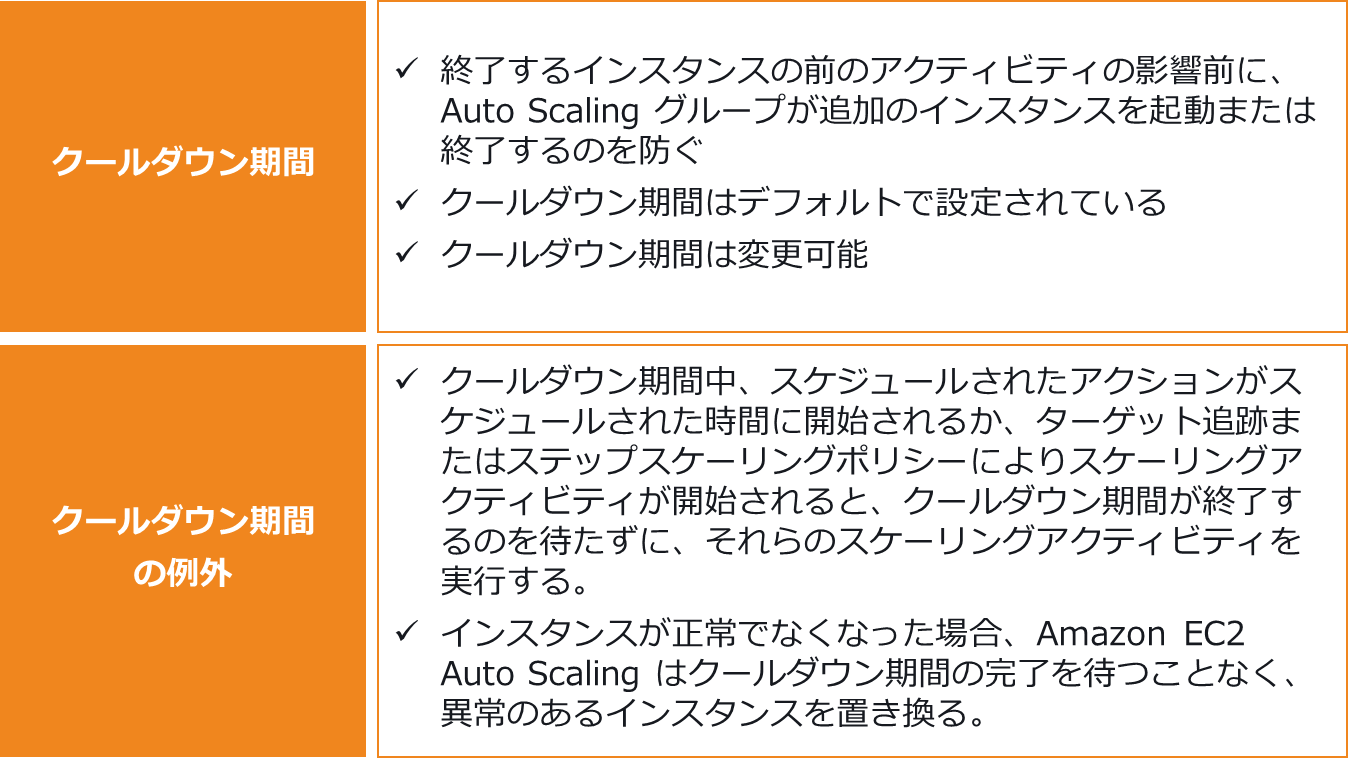 クールダウン期間
✓ 終了するインスタンスの前のアクティビティの影響前に、
Auto Scaling グループが追加のインスタンスを起動または
終了するのを防ぐ
✓ クールダウン期間はデフォルトで設定されている
✓ クールダウン期間は変更可能
クールダウン期間
の例外
✓ クールダウン期間中、スケジュールされたアクションがス
ケジュールされた時間に開始されるか、ターゲット追跡ま
たはステップスケーリングポリシーによりスケーリングア
クティビティが開始されると、クールダウン期間が終了す
るのを待たずに、それらのスケーリングアクティビティを
実行する。
✓ インスタンスが正常でなくなった場合、Amazon EC2
Auto Scaling はクールダウン期間の完了を待つことなく、
異常のあるインスタンスを置き換る。